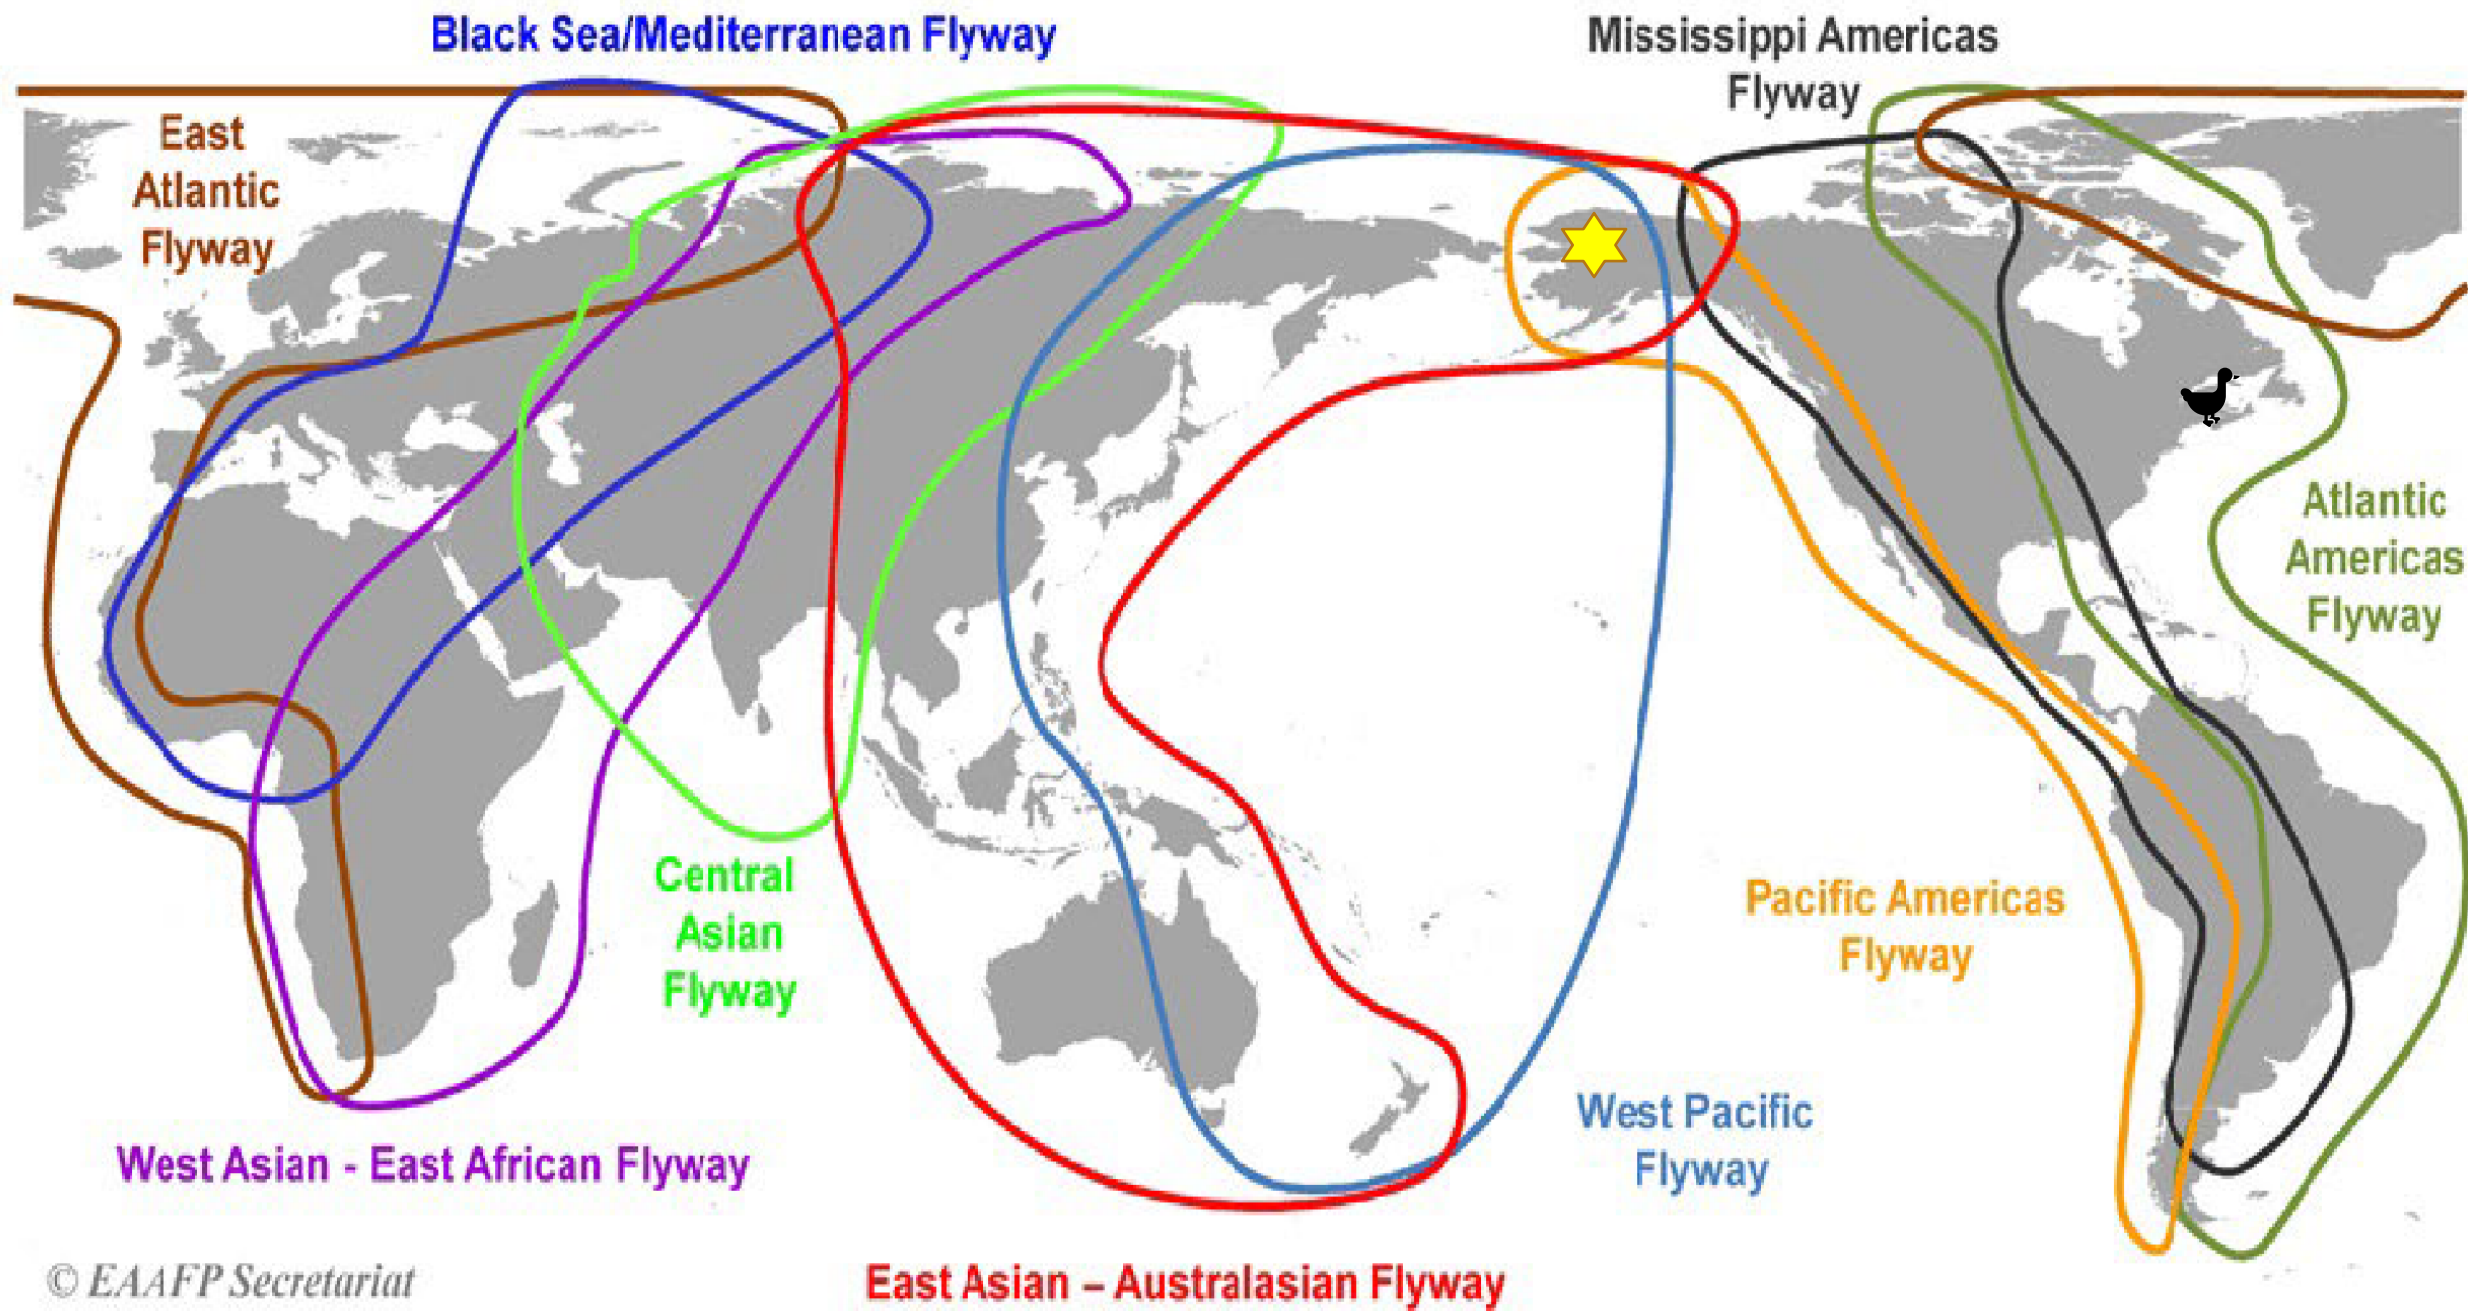 Black Sea/Mediterranean Flyway
Mississippi Americas
Flyway
East
Atlantic
Flyway
Atlantic
Americas
Flyway
Central
Asian
Flyway
Pacific Americas
Flyway
West Pacific
Flyway
West Asian - East African Flyway
East Asian – Australasian Flyway
© EAAFP Secretariat